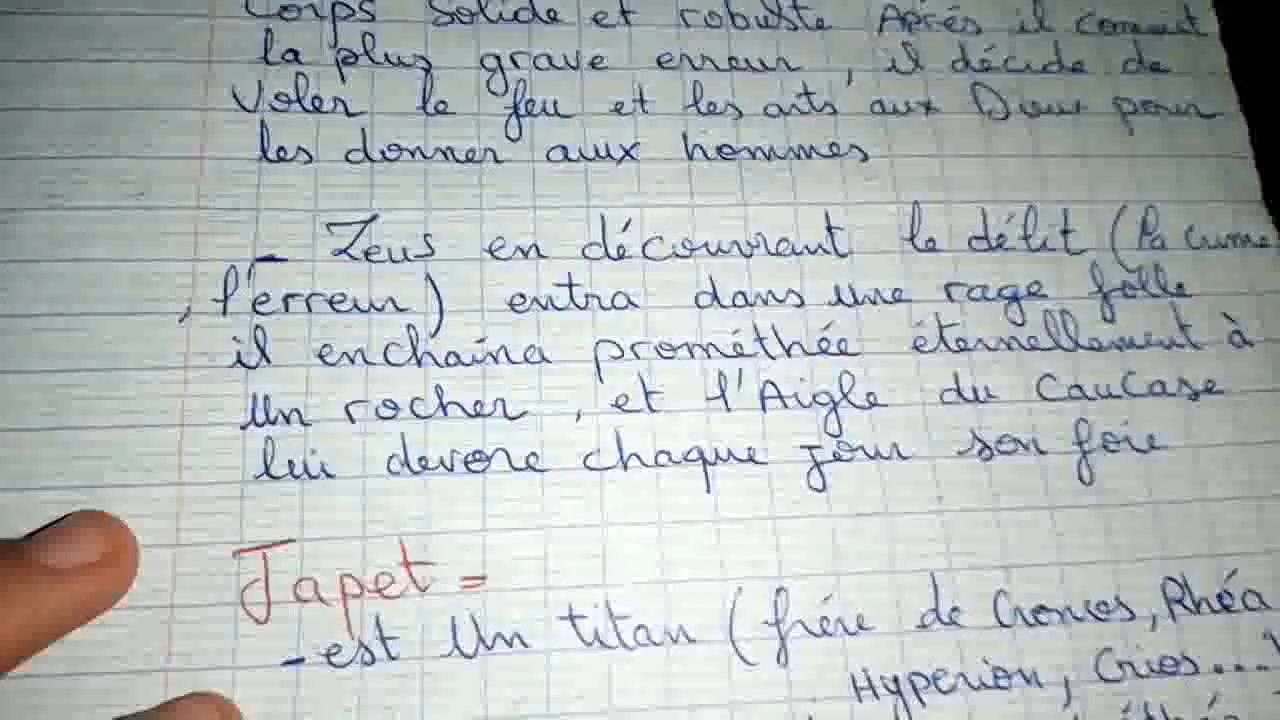 Corps solide et robuste Après il commit
la plus grave erreur, il décide de
Voler le feu et les arts aux Dieux pour
les donner aux hommes
- Zeus en découvrant le délit (la crime
, l'erreur) entra dans une rage folle
il enchaina prométhée éternellement à
un rocher, et l'Aigle du Caucase
lui devore chaque jour son foie
Japet =
- est Un titan (frére de Cronos, Rhéa
Hyperion, Crios...)